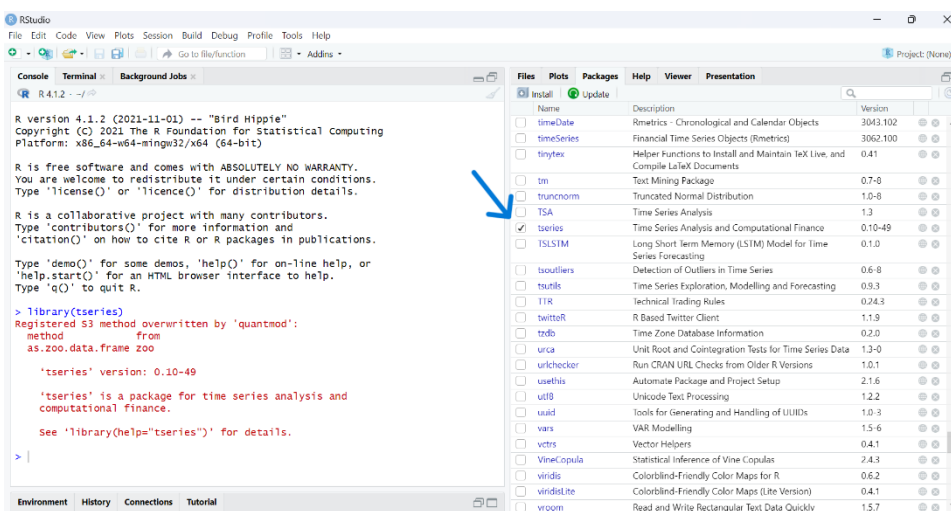 RStudio
File Edit Code View Plots Session Build Debug Profile Tools Help
Go to file/function Addins Project: (None)
Console Terminal Background Jobs
R 4.1.2 · ~/
R version 4.1.2 (2021-11-01) -- "Bird Hippie"
Copyright (C) 2021 The R Foundation for Statistical Computing
Platform: x86_64-w64-mingw32/x64 (64-bit)
R is free software and comes with ABSOLUTELY NO WARRANTY.
You are welcome to redistribute it under certain conditions.
Type 'license()' or 'licence()' for distribution details.
R is a collaborative project with many contributors.
Type 'contributors()' for more information and
'citation()' on how to cite R or R packages in publications.
Type 'demo()' for some demos, 'help()' for on-line help, or
'help.start()' for an HTML browser interface to help.
Type 'q()' to quit R.
> library(tseries)
Registered S3 method overwritten by 'quantmod':
method from
as.zoo.data.frame zoo
'tseries' version: 0.10-49
'tseries' is a package for time series analysis and
computational finance.
See 'library(help="tseries")' for details.
>
Environment History Connections Tutorial
Files Plots Packages Help Viewer Presentation
Install Update
Name Description Version
timeDate Rmetrics - Chronological and Calendar Objects 3043.102
timeSeries Financial Time Series Objects (Rmetrics) 3062.100
tinytex Helper Functions to Install and Maintain TeX Live, and 0.41
Compile LaTeX Documents
tm Text Mining Package 0.7-8
truncnorm Truncated Normal Distribution 1.0-8
TSA Time Series Analysis 1.3
tseries Time Series Analysis and Computational Finance 0.10-49
TSLSTM Long Short Term Memory (LSTM) Model for Time 0.1.0
Series Forecasting
tsoutliers Detection of Outliers in Time Series 0.6-8
tsutils Time Series Exploration, Modelling and Forecasting 0.9.3
TTR Technical Trading Rules 0.24.3
twitteR R Based Twitter Client 1.1.9
tzdb Time Zone Database Information 0.2.0
urca Unit Root and Cointegration Tests for Time Series Data 1.3-0
urlchecker Run CRAN URL Checks from Older R Versions 1.0.1
usethis Automate Package and Project Setup 2.1.6
utf8 Unicode Text Processing 1.2.2
uuid Tools for Generating and Handling of UUIDs 1.0-3
vars VAR Modelling 1.5-6
vctrs Vector Helpers 0.4.1
VineCopula Statistical Inference of Vine Copulas 2.4.3
viridis Colorblind-Friendly Color Maps for R 0.6.2
viridisLite Colorblind-Friendly Color Maps (Lite Version) 0.4.1
vroom Read and Write Rectangular Text Data Quickly 1.5.7